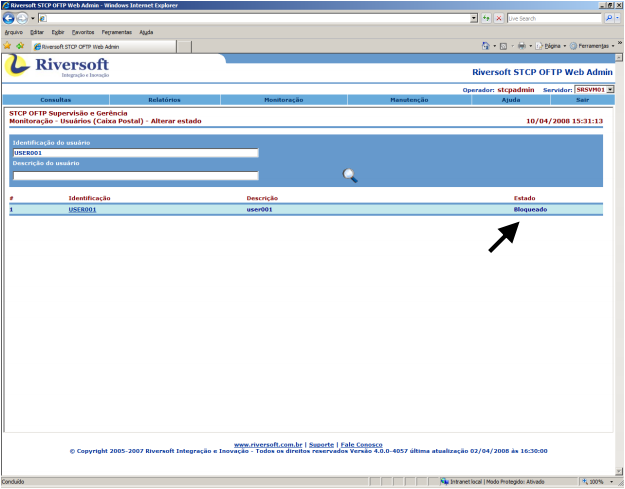 Riversoft STCP OFTP Web Admin - Windows Internet Explorer
Live Search
Arquivo Editar Exibir Favoritos Ferramentas Ajuda
Riversoft STCP OFTP Web Admin
Página Ferramentas
Riversoft
Integração e Inovação
Riversoft STCP OFTP Web Admin
Operador: stcpadmin Servidor: SRSVM01
Consultas Relatórios Monitoração Manutenção Ajuda Sair
STCP OFTP Supervisão e Gerência
Monitoração - Usuários (Caixa Postal) - Alterar estado 10/04/2008 15:31:13
Identificação do usuário
USER001
Descrição do usuário
# Identificação Descrição Estado
1 USER001 user001 Bloqueado
www.riversoft.com.br | Suporte | Fale Conosco
© Copyright 2005-2007 Riversoft Integração e Inovação - Todos os direitos reservados Versão 4.0.0-4057 última atualização 02/04/2008 às 16:30:00
Concluído Intranet local | Modo Protegido: Ativado 100%